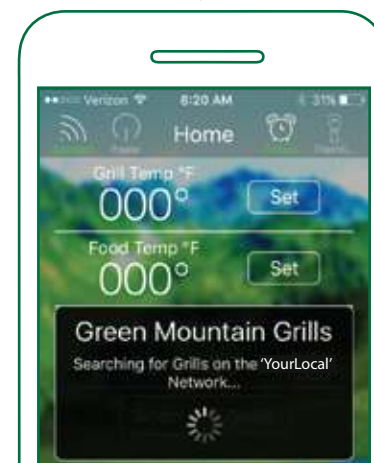 Verizon 8:20 AM 31%
Home
Grill Temp °F
000° Set
Food Temp °F
000° Set
Green Mountain Grills
Searching for Grills on the 'YourLocal'
Network...